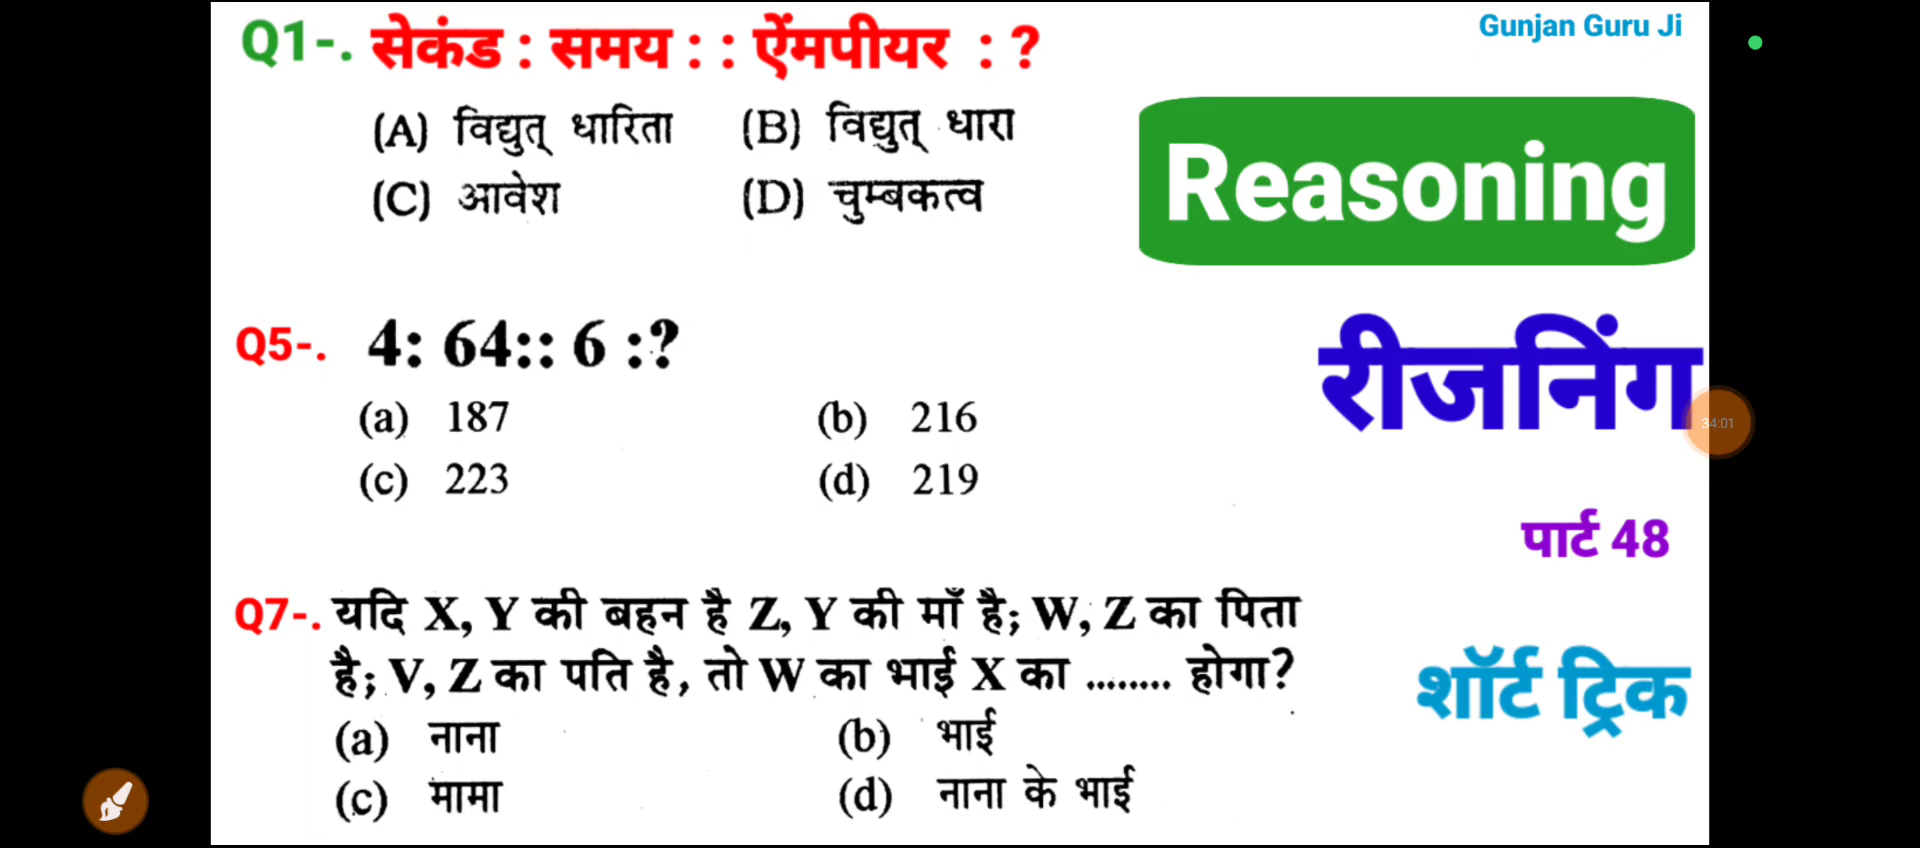 Gunjan Guru Ji
Q1-. सेकंड : समय : : ऐंमपीयर : ?
(A) विद्युत् धारिता (B) विद्युत् धारा
(C) आवेश (D) चुम्बकत्व
Reasoning
Q5-. 4: 64:: 6 :?
(a) 187 (b) 216
(c) 223 (d) 219
रीजनिंग
34:01
पार्ट 48
Q7-. यदि X, Y की बहन है Z, Y की माँ है; W, Z का पिता
है; V, Z का पति है, तो W का भाई X का ........ होगा?
(a) नाना (b) भाई
(c) मामा (d) नाना के भाई
शॉर्ट ट्रिक